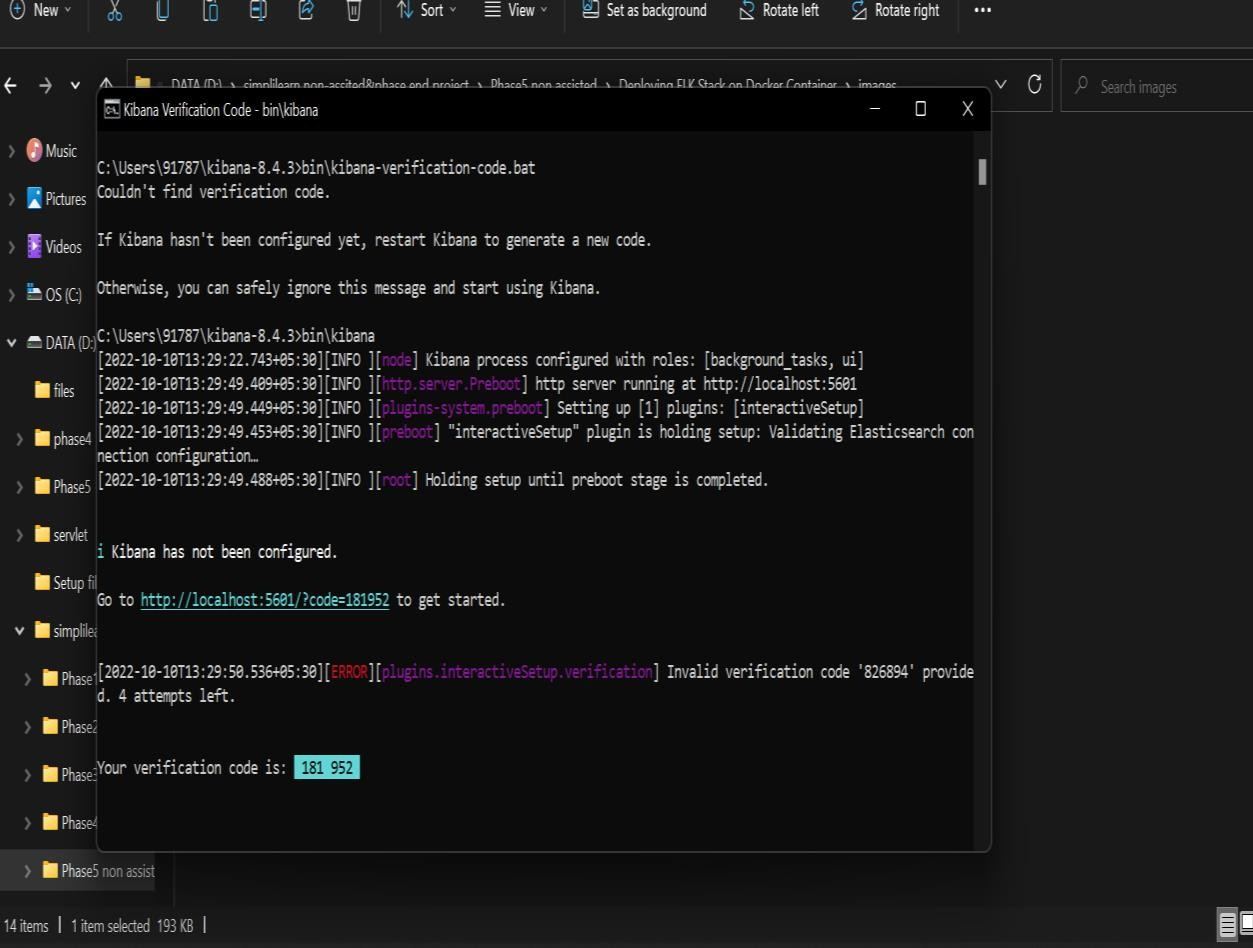 New
Sort
View
Set as background
Rotate left
Rotate right
DATA (D:) > simplilearn non-assited&phase end project > Phase5 non assisted > Deploying ELK Stack on Docker Container > images
Search images
Kibana Verification Code - bin\kibana
Music
Pictures
Videos
OS (C:)
DATA (D:)
files
phase4
Phase5
servlet
Setup fi
simplilea
Phase1
Phase2
Phase3
Phase4
Phase5 non assist
C:\Users\91787\kibana-8.4.3>bin\kibana-verification-code.bat
Couldn't find verification code.
If Kibana hasn't been configured yet, restart Kibana to generate a new code.
Otherwise, you can safely ignore this message and start using Kibana.
C:\Users\91787\kibana-8.4.3>bin\kibana
[2022-10-10T13:29:22.743+05:30][INFO ][node] Kibana process configured with roles: [background_tasks, ui]
[2022-10-10T13:29:49.409+05:30][INFO ][http.server.Preboot] http server running at http://localhost:5601
[2022-10-10T13:29:49.449+05:30][INFO ][plugins-system.preboot] Setting up [1] plugins: [interactiveSetup]
[2022-10-10T13:29:49.453+05:30][INFO ][preboot] "interactiveSetup" plugin is holding setup: Validating Elasticsearch con
nection configuration…
[2022-10-10T13:29:49.488+05:30][INFO ][root] Holding setup until preboot stage is completed.
i Kibana has not been configured.
Go to http://localhost:5601/?code=181952 to get started.
[2022-10-10T13:29:50.536+05:30][ERROR][plugins.interactiveSetup.verification] Invalid verification code '826894' provide
d. 4 attempts left.
Your verification code is: 181 952
14 items | 1 item selected 193 KB |